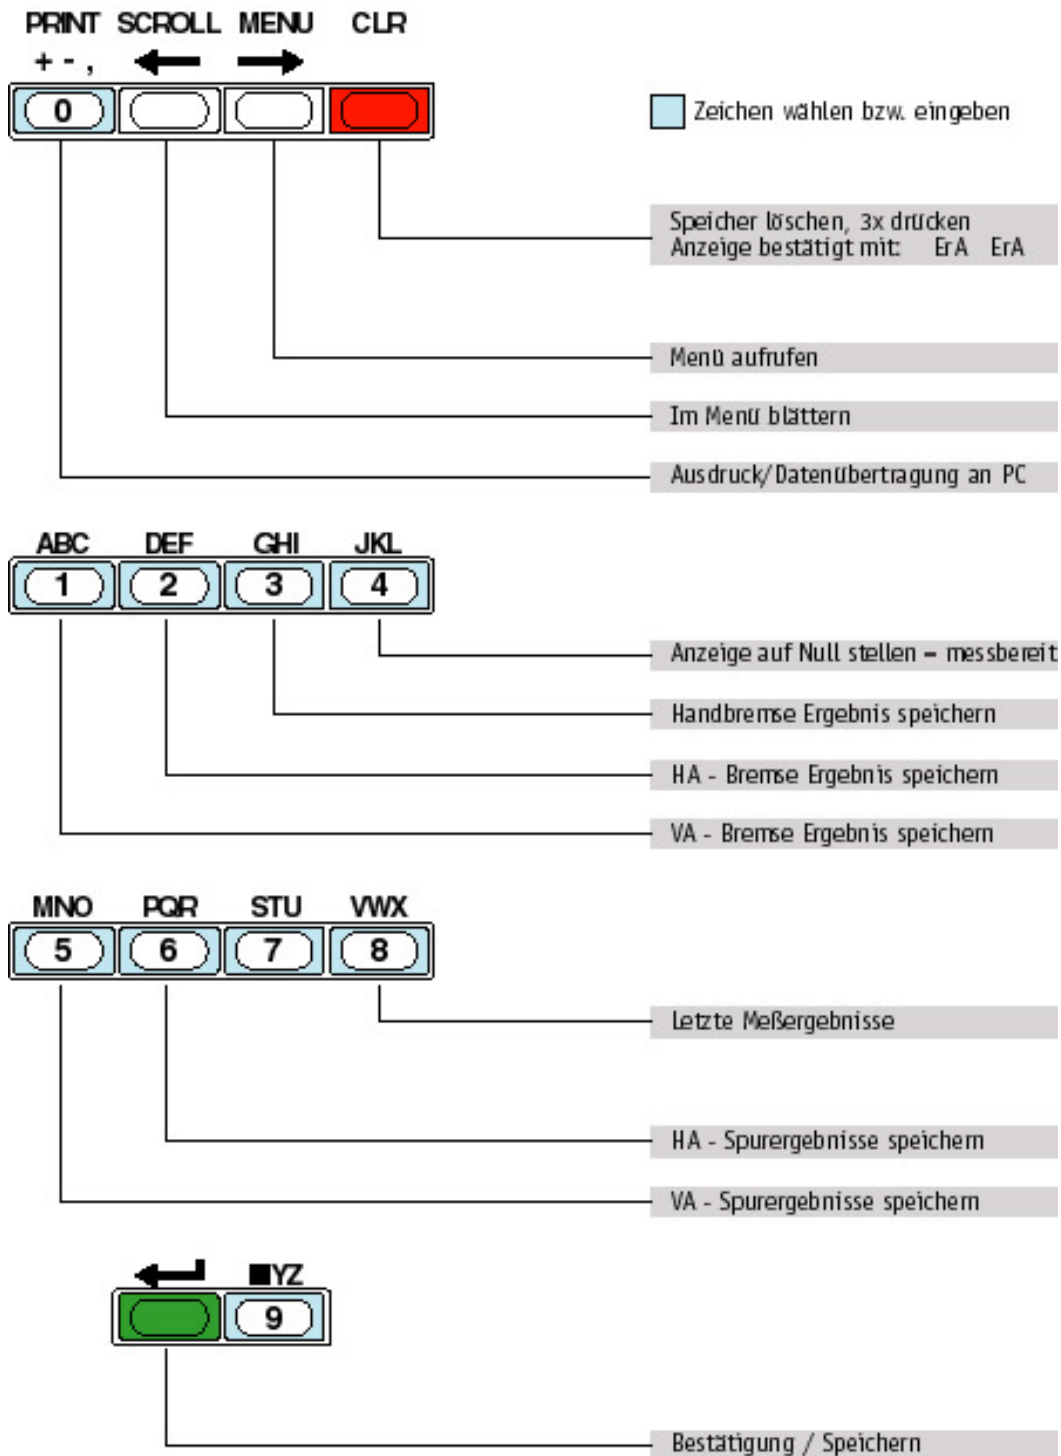 PRINT SCROLL MENU CLR
+ - ,
0
Zeichen wählen bzw. eingeben
Speicher löschen, 3x drücken
Anzeige bestätigt mit: ErA ErA
Menü aufrufen
Im Menü blättern
Ausdruck/Datenübertragung an PC
ABC DEF GHI JKL
1 2 3 4
Anzeige auf Null stellen = messbereit
Handbremse Ergebnis speichern
HA - Bremse Ergebnis speichern
VA - Bremse Ergebnis speichern
MNO PQR STU VWX
5 6 7 8
Letzte Meßergebnisse
HA - Spurergebnisse speichern
VA - Spurergebnisse speichern
■YZ
9
Bestätigung / Speichern